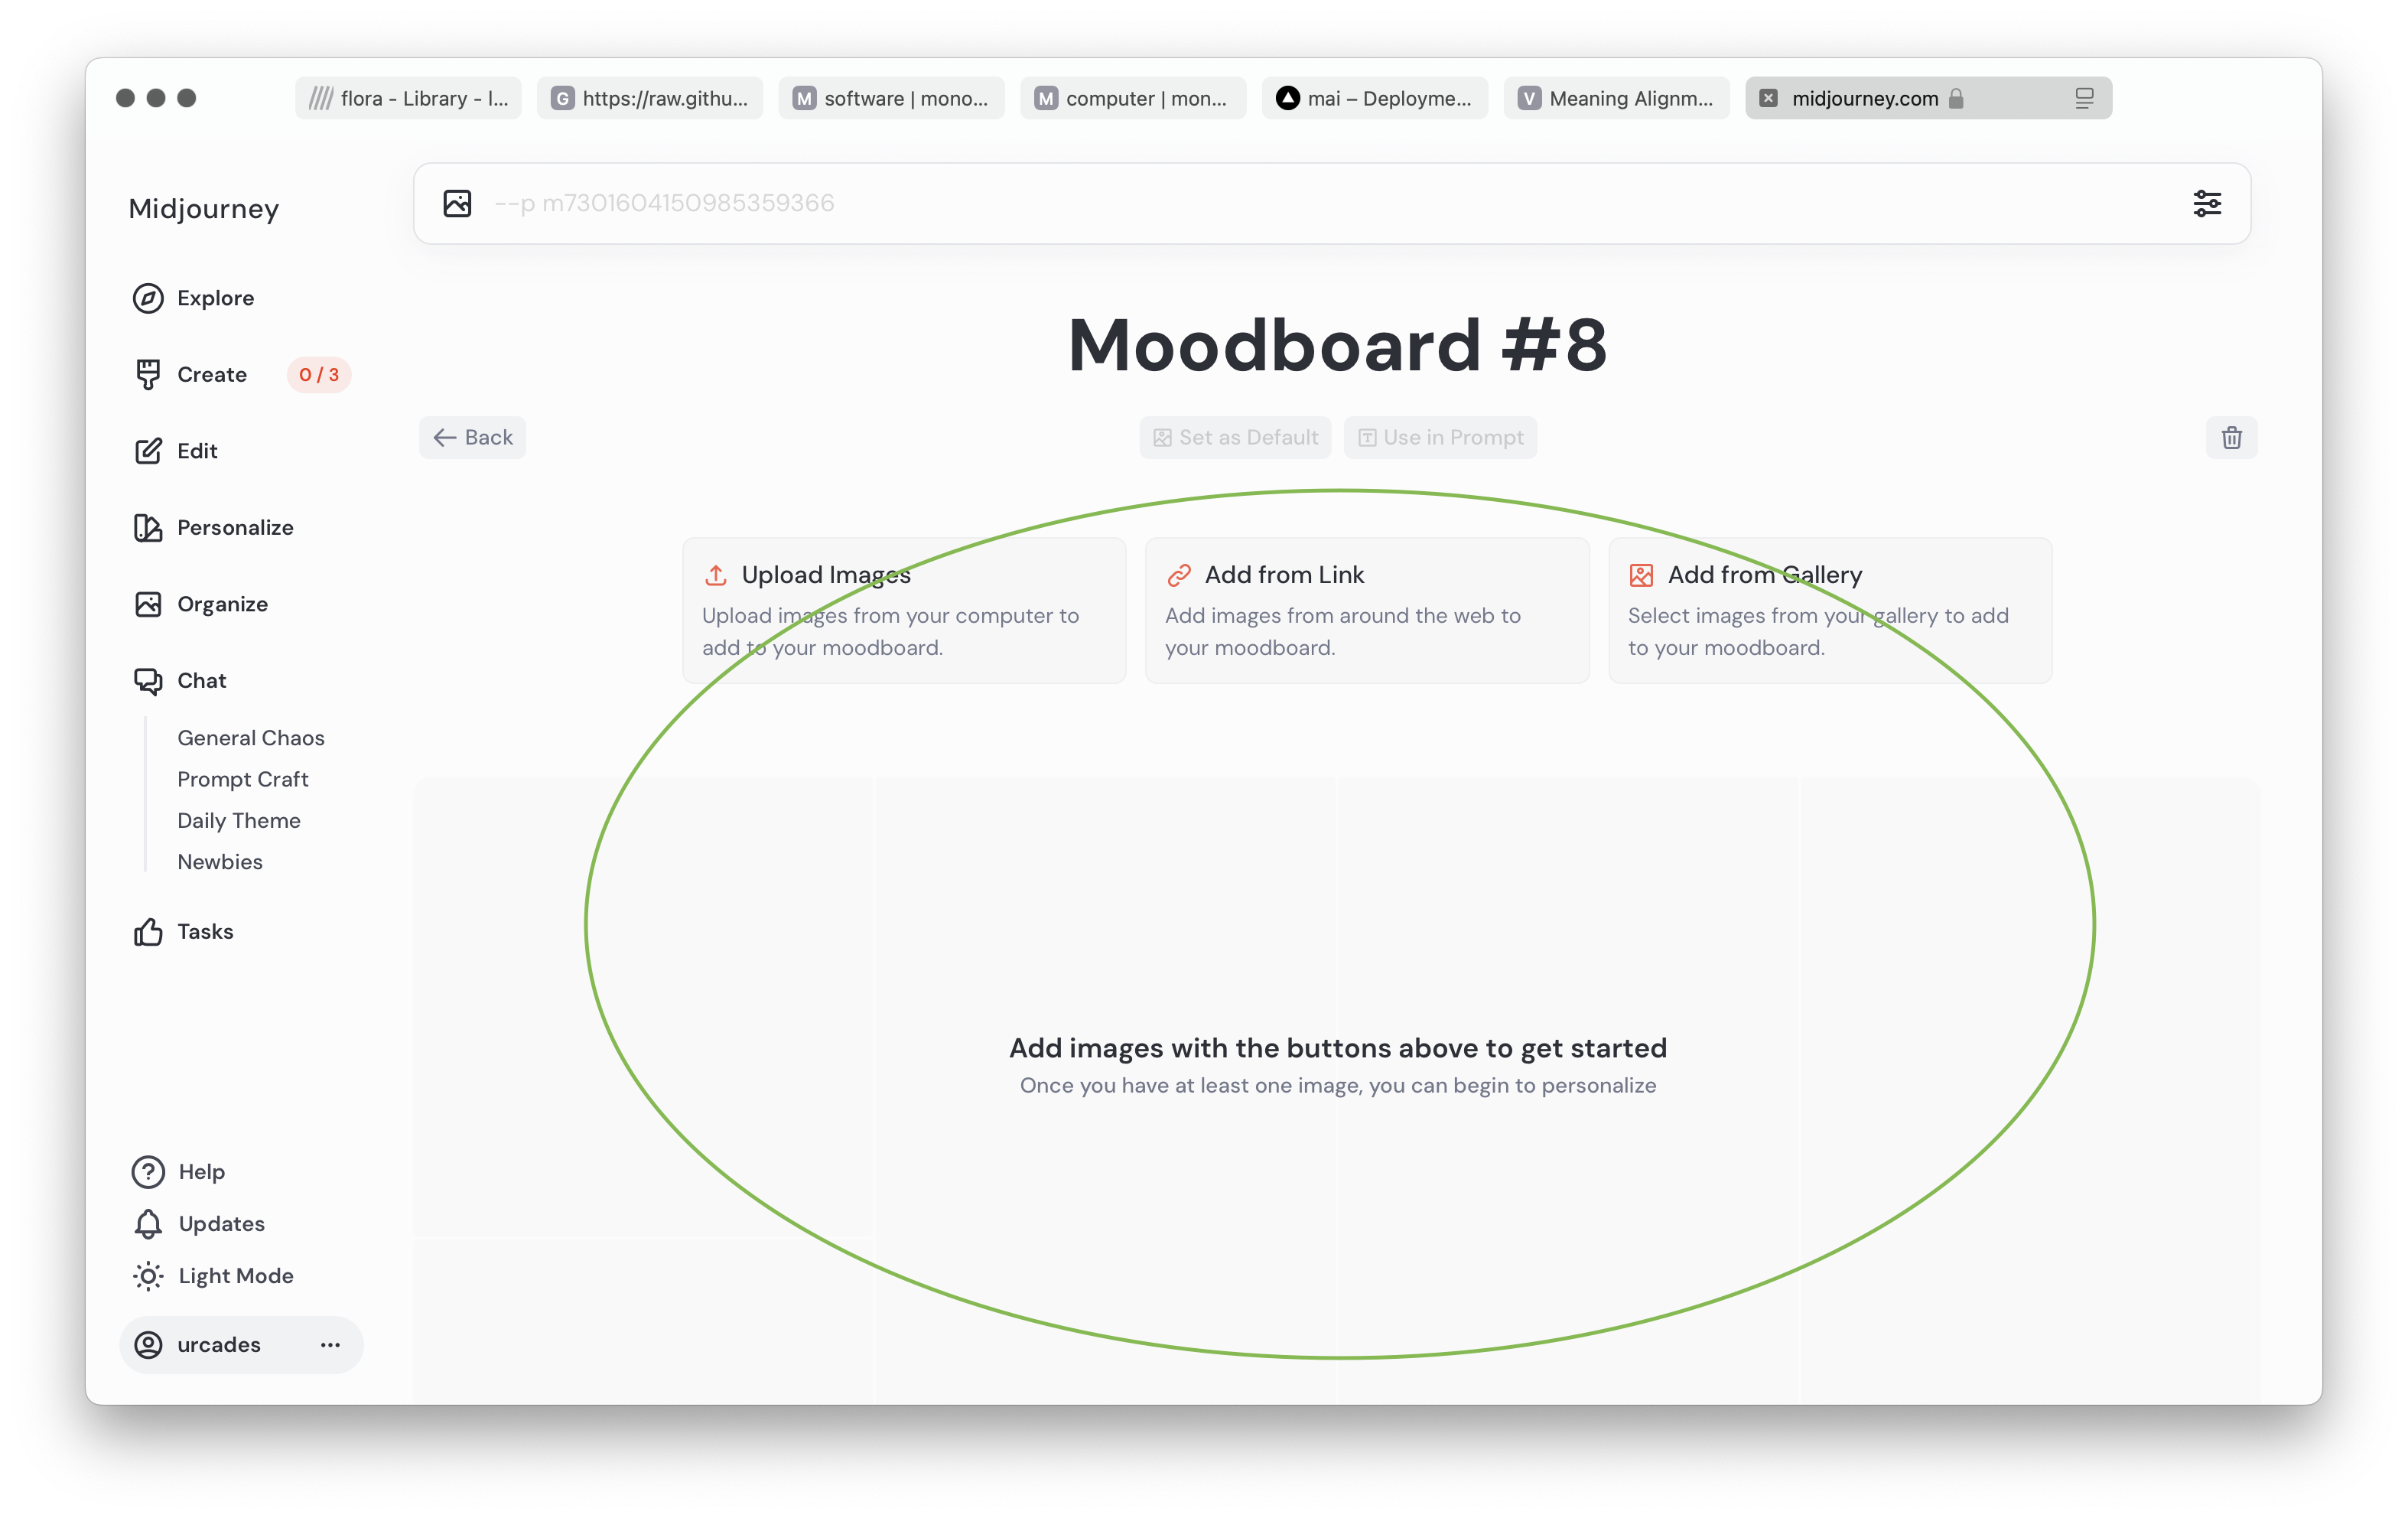 flora - Library - l...
https://raw.githu...
software | mono...
computer | mon...
mai – Deployme...
Meaning Alignm...
midjourney.com
Midjourney
--p m7301604150985359366
Explore
Create 0 / 3
Edit
Personalize
Organize
Chat
General Chaos
Prompt Craft
Daily Theme
Newbies
Tasks
Help
Updates
Light Mode
urcades
Moodboard #8
Back
Set as Default
Use in Prompt
Upload Images
Upload images from your computer to
add to your moodboard.
Add from Link
Add images from around the web to
your moodboard.
Add from Gallery
Select images from your gallery to add
to your moodboard.
Add images with the buttons above to get started
Once you have at least one image, you can begin to personalize